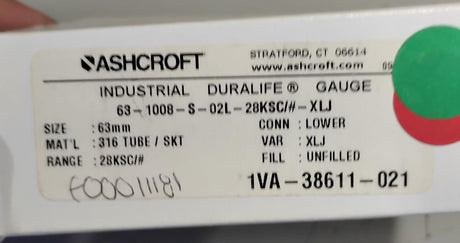 ASHCROFT
STRATFORD, CT 06614
www.ashcroft.com
INDUSTRIAL DURALIFE® GAUGE
63-1008-S-02L-28KSC/#-XLJ
SIZE : 63mm
CONN : LOWER
MAT'L : 316 TUBE / SKT
VAR : XLJ
RANGE : 28KSC/#
FILL : UNFILLED
1VA-38611-021